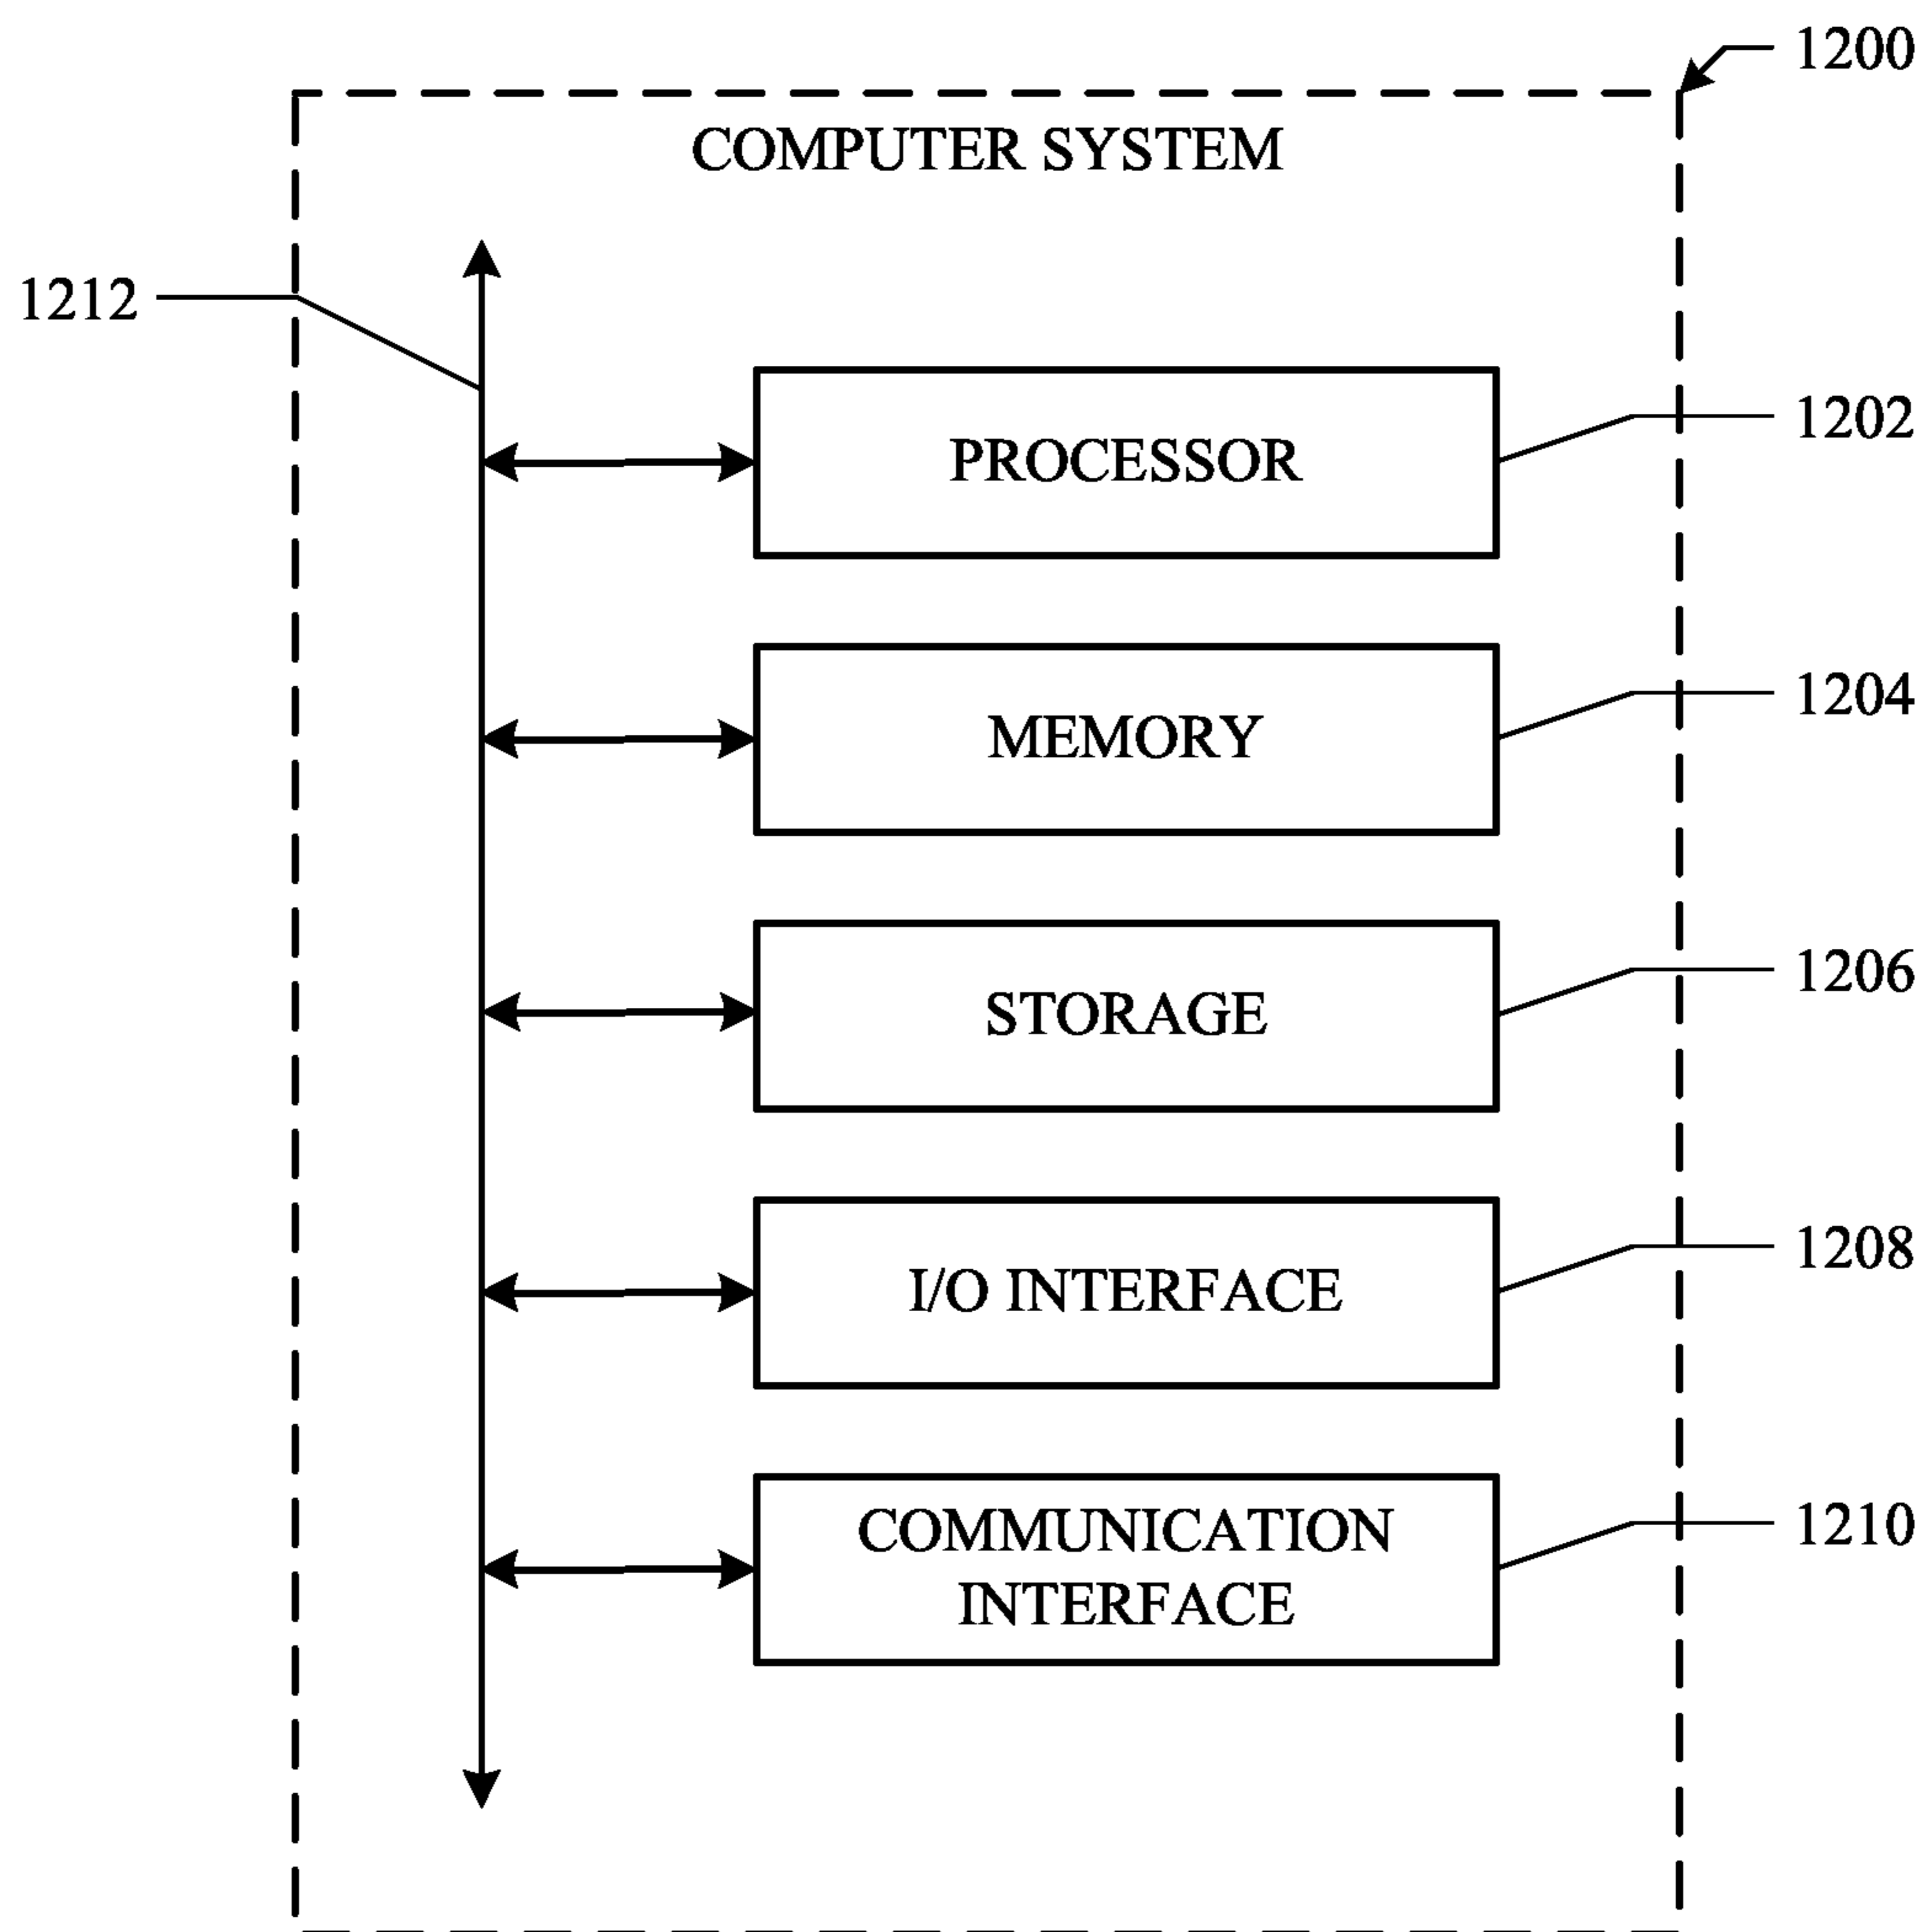 1200
COMPUTER SYSTEM
1212
PROCESSOR
1202
MEMORY
1204
STORAGE
1206
I/O INTERFACE
1208
COMMUNICATION
INTERFACE
1210